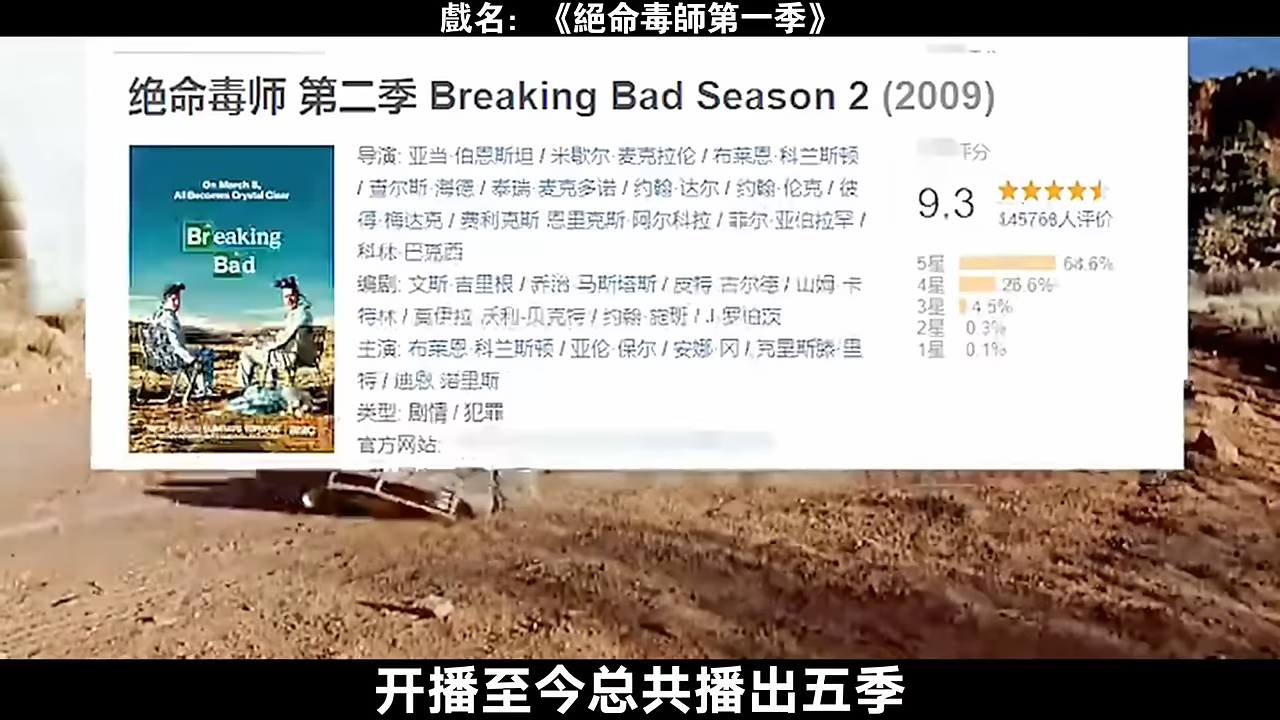 戲名：《絕命毒師第一季》
绝命毒师 第二季 Breaking Bad Season 2 (2009)
On March 8,
All Becomes Crystal Clear
Breaking
Bad
导演: 亚当·伯恩斯坦 / 米歇尔·麦克拉伦 / 布莱恩·科兰斯顿
/ 查尔斯·海德 / 泰瑞·麦克多诺 / 约翰·达尔 / 约翰·伦克 / 彼
得·梅达克 / 费利克斯·恩里克斯·阿尔科拉 / 菲尔·亚伯拉罕 /
科林·巴克西
编剧: 文斯·吉里根 / 乔治·马斯塔斯 / 皮特·古尔德 / 山姆·卡
特林 / 莫伊拉·沃利-贝克特 / 约翰·施班 / J·罗伯茨
主演: 布莱恩·科兰斯顿 / 亚伦·保尔 / 安娜·冈 / 克里斯滕·里
特 / 迪恩·诺里斯
类型: 剧情 / 犯罪
官方网站:
评分
9.3
145768人评价
5星 68.6%
4星 26.6%
3星 4.5%
2星 0.3%
1星 0.1%
开播至今总共播出五季